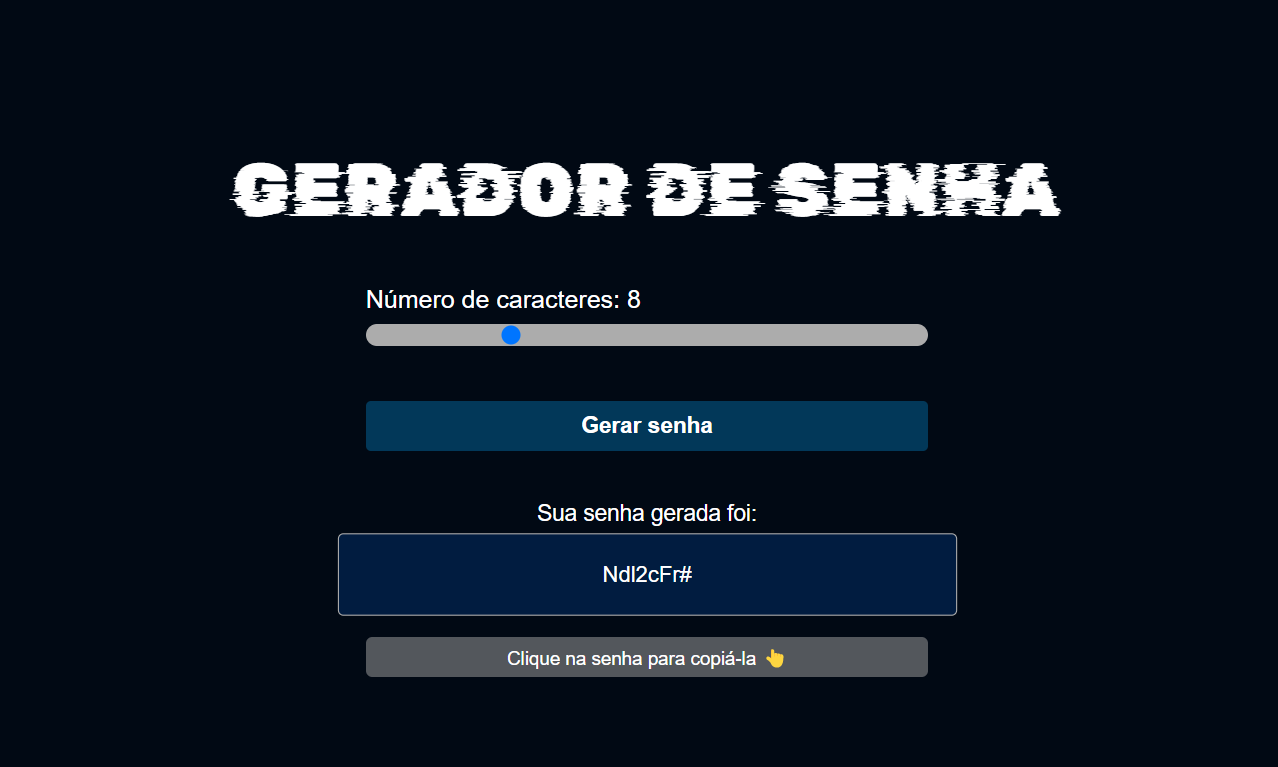 GERADOR DE SENHA
Número de caracteres: 8
Gerar senha
Sua senha gerada foi:
Ndl2cFr#
Clique na senha para copiá-la 👆